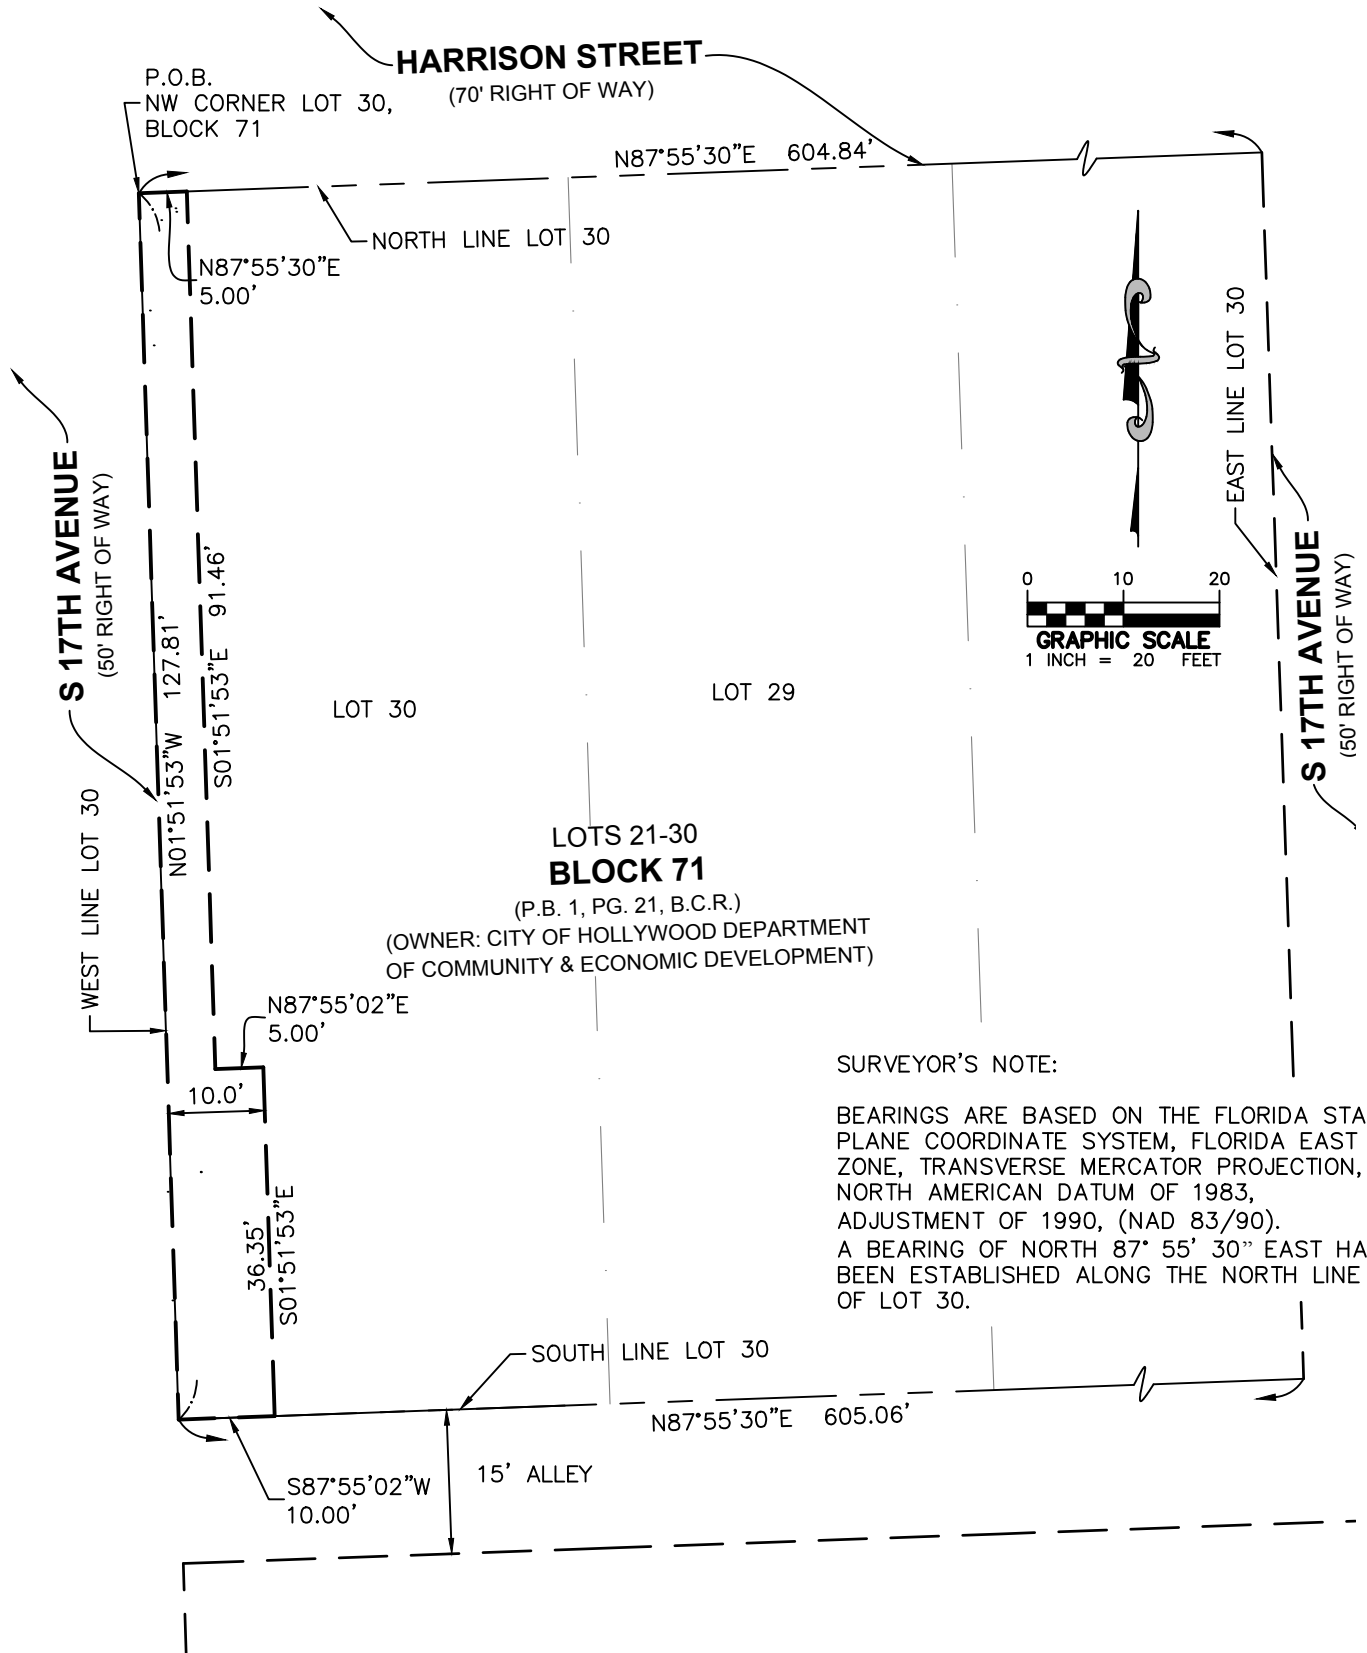 HARRISON STREET
(70' RIGHT OF WAY)
P.O.B.
NW CORNER LOT 30,
BLOCK 71
N87°55'30"E 604.84'
NORTH LINE LOT 30
N87°55'30"E
5.00'
EAST LINE LOT 30
S 17TH AVENUE
(50' RIGHT OF WAY)
S 17TH AVENUE
(50' RIGHT OF WAY)
0 10 20
GRAPHIC SCALE
1 INCH = 20 FEET
N01°51'53"W 127.81'
S01°51'53"E 91.46'
LOT 30
LOT 29
WEST LINE LOT 30
LOTS 21-30
BLOCK 71
(P.B. 1, PG. 21, B.C.R.)
(OWNER: CITY OF HOLLYWOOD DEPARTMENT
OF COMMUNITY & ECONOMIC DEVELOPMENT)
N87°55'02"E
5.00'
10.0'
36.35'
S01°51'53"E
SURVEYOR'S NOTE:
BEARINGS ARE BASED ON THE FLORIDA STA
PLANE COORDINATE SYSTEM, FLORIDA EAST
ZONE, TRANSVERSE MERCATOR PROJECTION,
NORTH AMERICAN DATUM OF 1983,
ADJUSTMENT OF 1990, (NAD 83/90).
A BEARING OF NORTH 87° 55' 30" EAST HA
BEEN ESTABLISHED ALONG THE NORTH LINE
OF LOT 30.
SOUTH LINE LOT 30
N87°55'30"E 605.06'
S87°55'02"W
10.00'
15' ALLEY